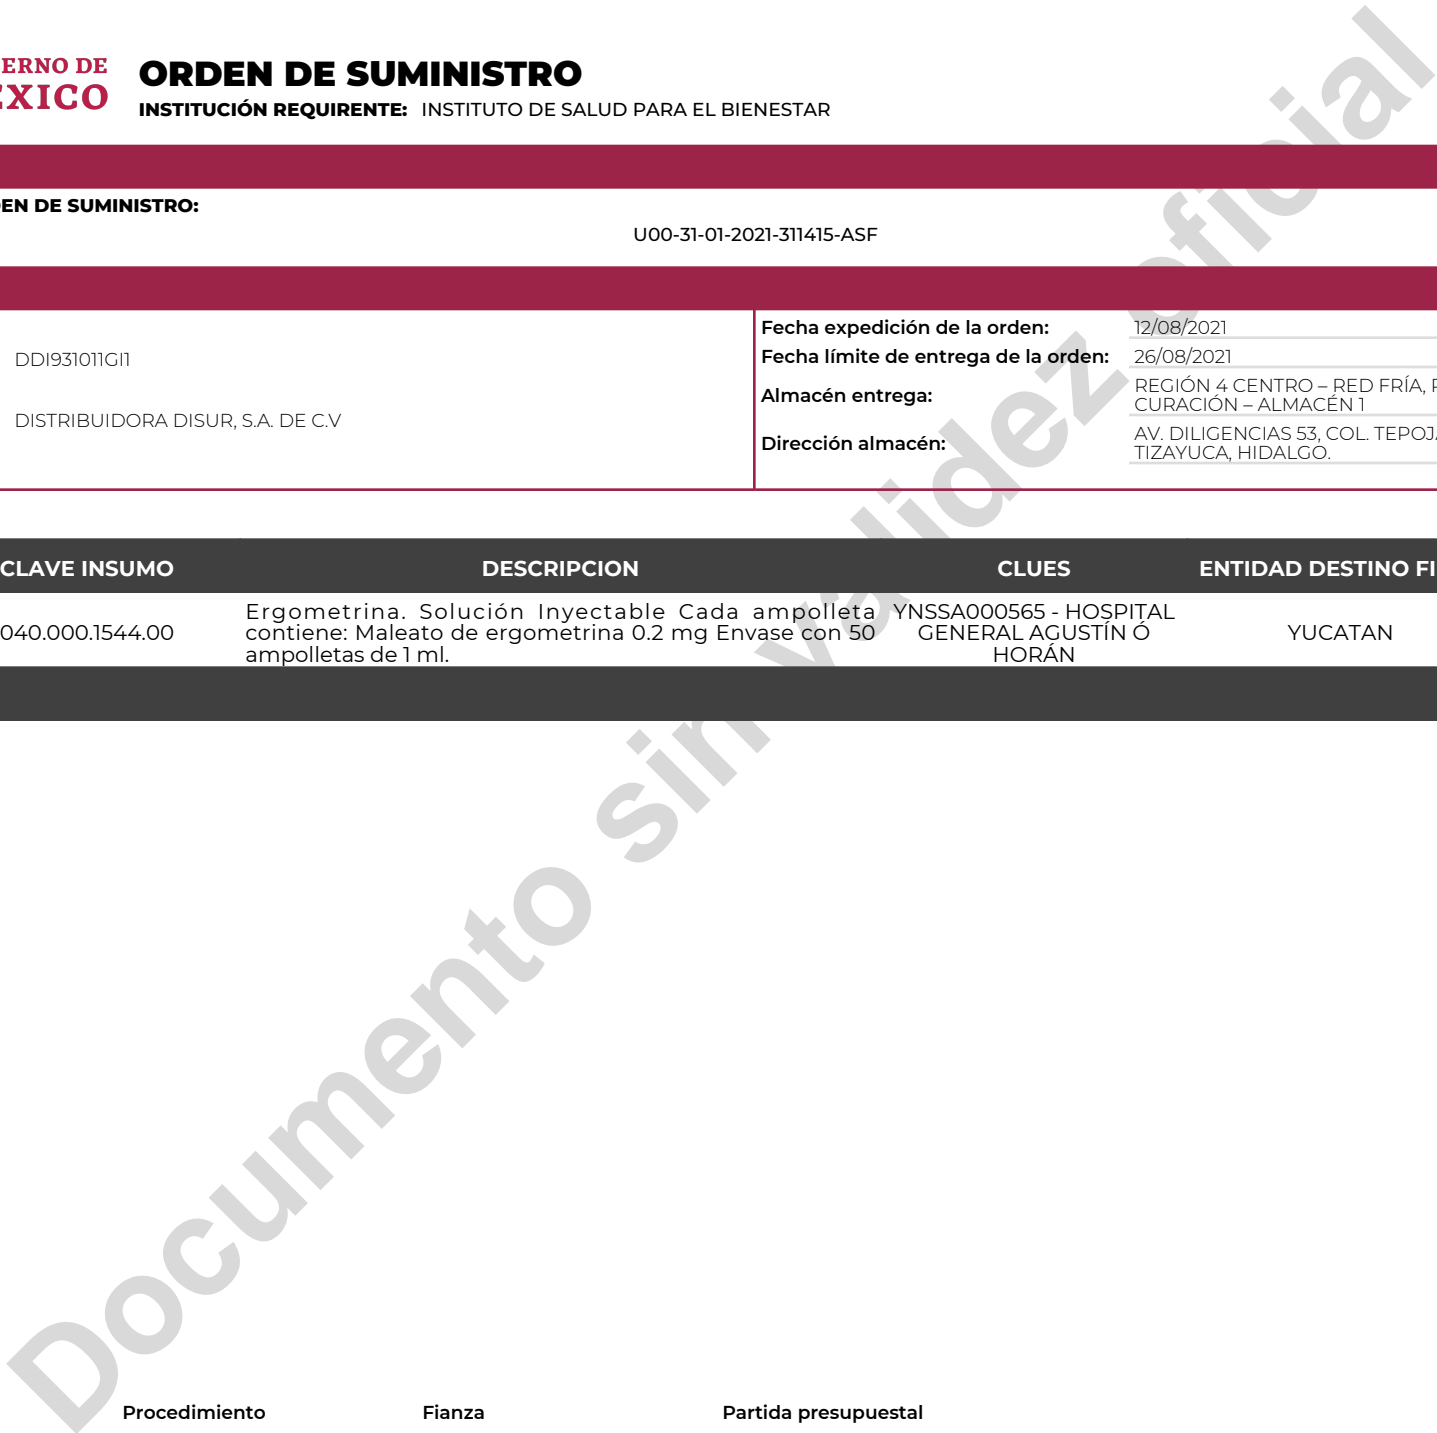 ERNO DE
ÉXICO
ORDEN DE SUMINISTRO
INSTITUCIÓN REQUIRENTE: INSTITUTO DE SALUD PARA EL BIENESTAR
EN DE SUMINISTRO:
U00-31-01-2021-311415-ASF
DDI931011GI1
DISTRIBUIDORA DISUR, S.A. DE C.V
Fecha expedición de la orden: 12/08/2021
Fecha límite de entrega de la orden: 26/08/2021
Almacén entrega: REGIÓN 4 CENTRO – RED FRÍA,
CURACIÓN – ALMACÉN 1
Dirección almacén: AV. DILIGENCIAS 53, COL. TEPOJA
TIZAYUCA, HIDALGO.
CLAVE INSUMO DESCRIPCION CLUES ENTIDAD DESTINO FI
040.000.1544.00
Ergometrina. Solución Inyectable Cada ampolleta
contiene: Maleato de ergometrina 0.2 mg Envase con 50
ampolletas de 1 ml.
YNSSA000565 - HOSPITAL
GENERAL AGUSTÍN Ó
HORÁN
YUCATAN
Documento sin validez oficial
Procedimiento Fianza Partida presupuestal